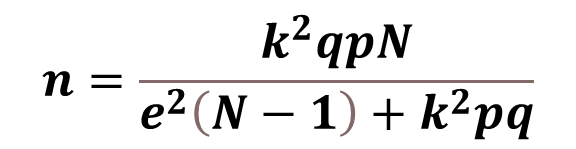 n = k²qpN / e²(N − 1) + k²pq